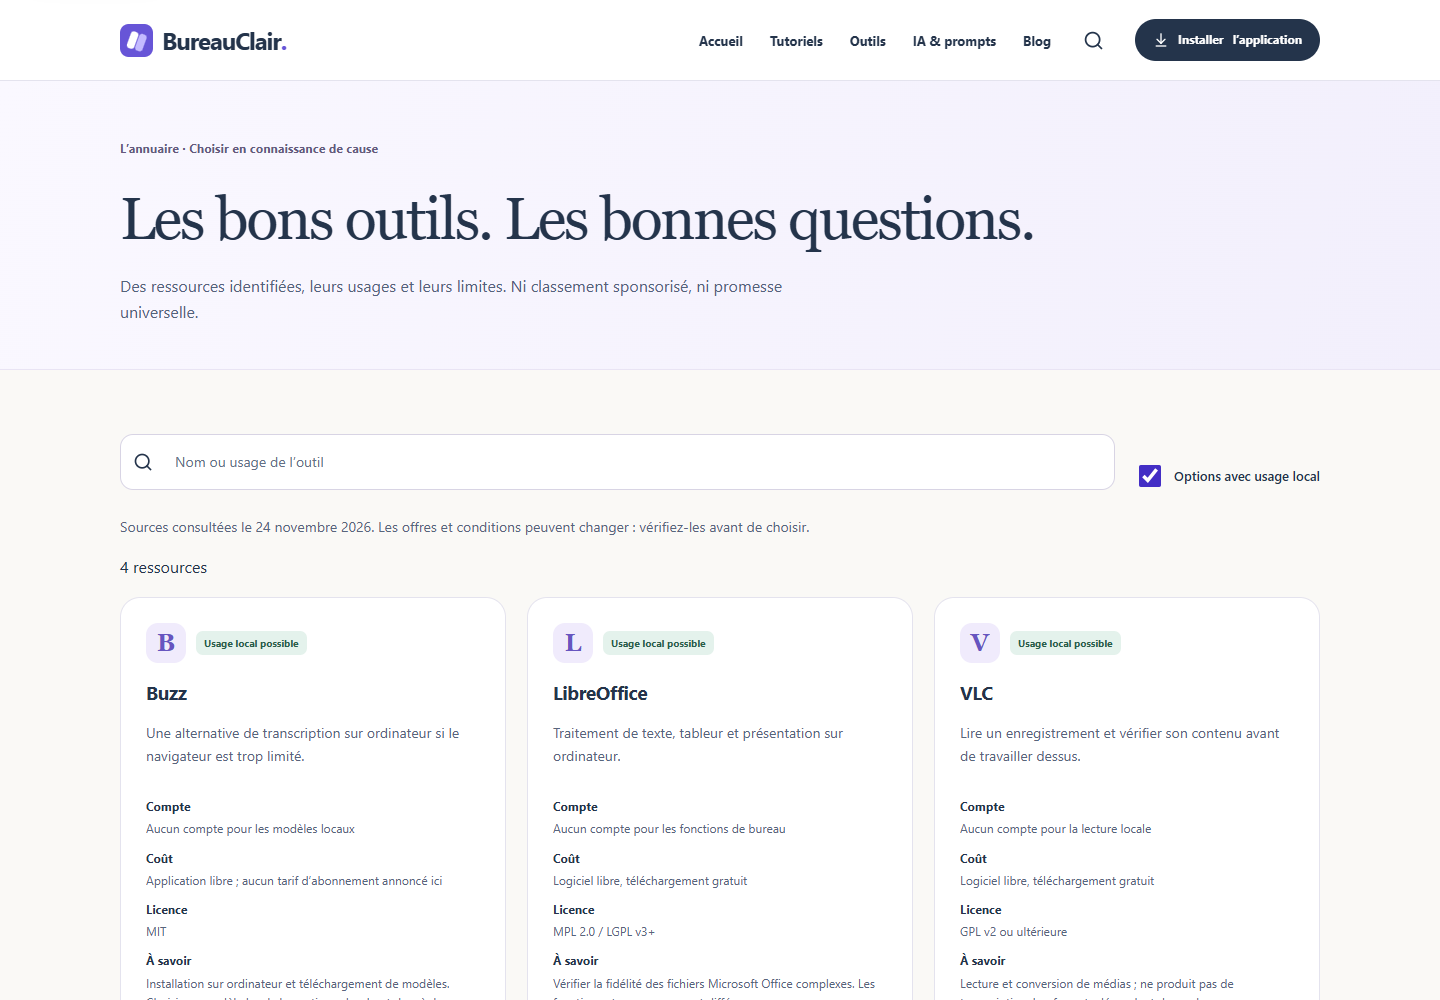 BureauClair.
Accueil Tutoriels Outils IA & prompts Blog Installer l'application
L'annuaire · Choisir en connaissance de cause
Les bons outils. Les bonnes questions.
Des ressources identifiées, leurs usages et leurs limites. Ni classement sponsorisé, ni promesse
universelle.
Nom ou usage de l'outil
Options avec usage local
Sources consultées le 24 novembre 2026. Les offres et conditions peuvent changer : vérifiez-les avant de choisir.
4 ressources
B Usage local possible
Buzz
Une alternative de transcription sur ordinateur si le
navigateur est trop limité.
Compte
Aucun compte pour les modèles locaux
Coût
Application libre ; aucun tarif d'abonnement annoncé ici
Licence
MIT
À savoir
Installation sur ordinateur et téléchargement de modèles.
L Usage local possible
LibreOffice
Traitement de texte, tableur et présentation sur
ordinateur.
Compte
Aucun compte pour les fonctions de bureau
Coût
Logiciel libre, téléchargement gratuit
Licence
MPL 2.0 / LGPL v3+
À savoir
Vérifier la fidélité des fichiers Microsoft Office complexes. Les
V Usage local possible
VLC
Lire un enregistrement et vérifier son contenu avant
de travailler dessus.
Compte
Aucun compte pour la lecture locale
Coût
Logiciel libre, téléchargement gratuit
Licence
GPL v2 ou ultérieure
À savoir
Lecture et conversion de médias ; ne produit pas de